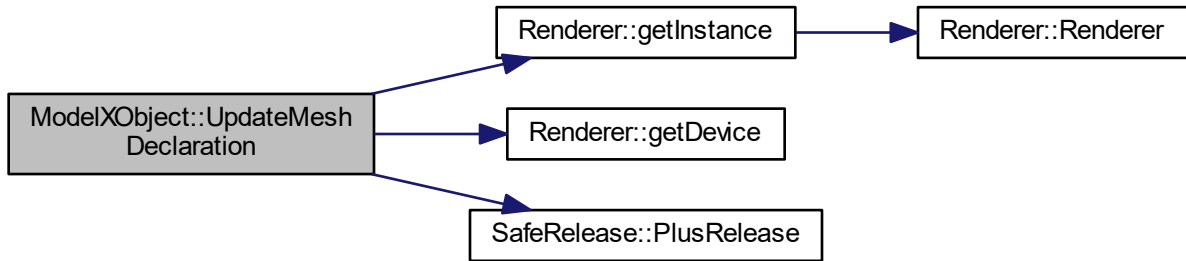 Renderer::getInstance
Renderer::Renderer
ModelXObject::UpdateMesh
Declaration
Renderer::getDevice
SafeRelease::PlusRelease